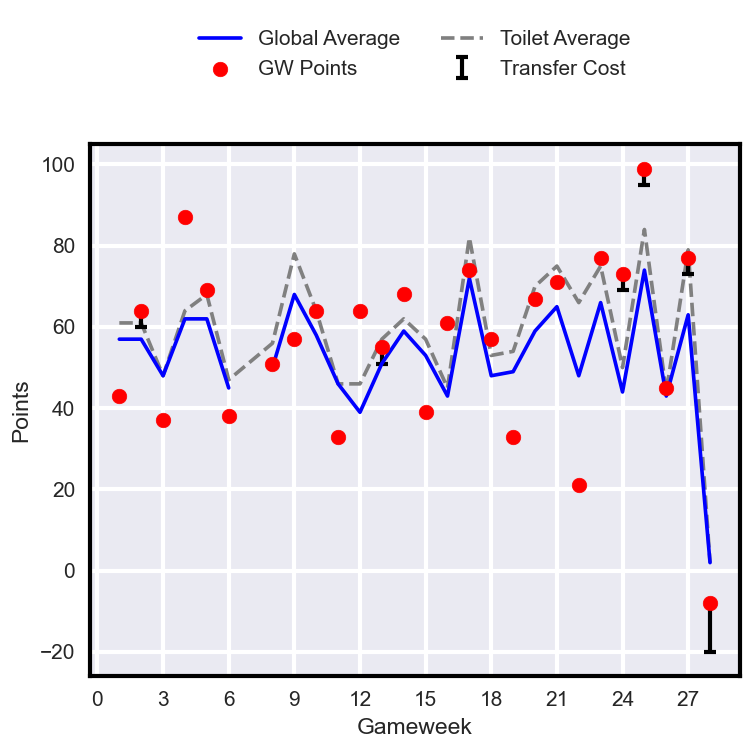 Global Average
GW Points
Toilet Average
Transfer Cost
100
80
60
40
20
0
−20
Points
0 3 6 9 12 15 18 21 24 27
Gameweek